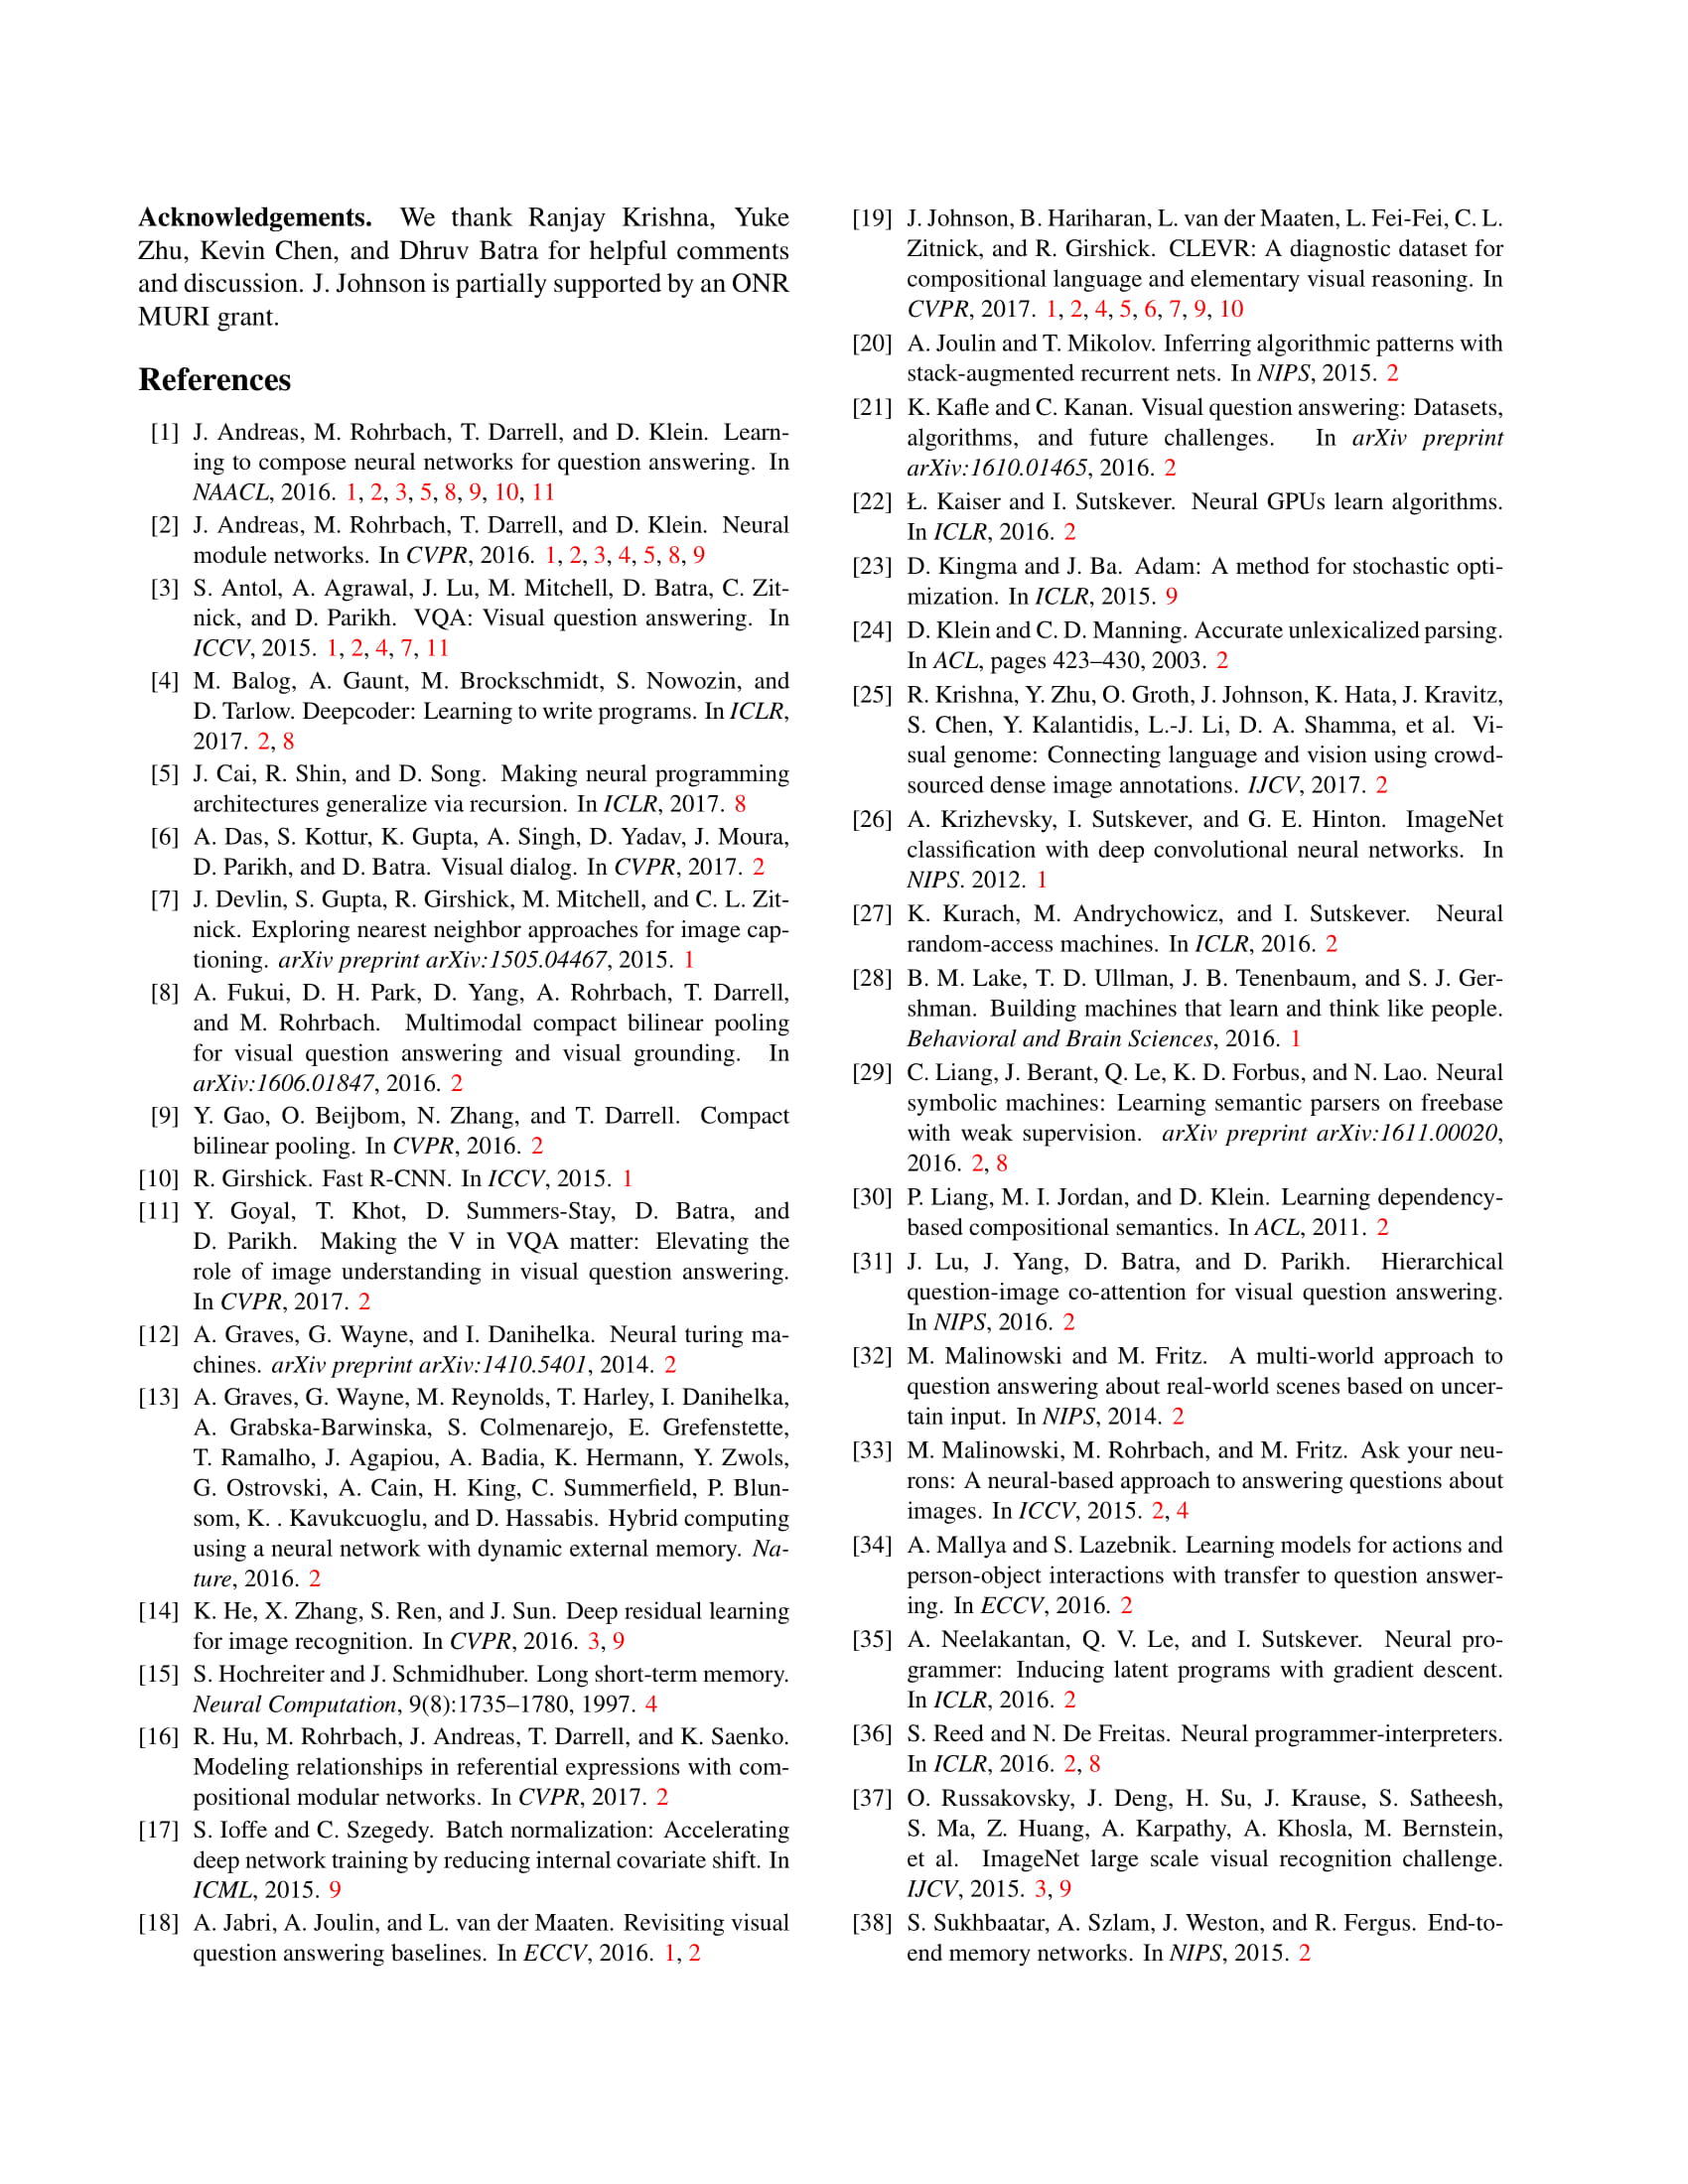 Acknowledgements. We thank Ranjay Krishna, Yuke
Zhu, Kevin Chen, and Dhruv Batra for helpful comments
and discussion. J. Johnson is partially supported by an ONR
MURI grant.
References
[1] J. Andreas, M. Rohrbach, T. Darrell, and D. Klein. Learn-
ing to compose neural networks for question answering. In
NAACL, 2016. 1, 2, 3, 5, 8, 9, 10, 11
[2] J. Andreas, M. Rohrbach, T. Darrell, and D. Klein. Neural
module networks. In CVPR, 2016. 1, 2, 3, 4, 5, 8, 9
[3] S. Antol, A. Agrawal, J. Lu, M. Mitchell, D. Batra, C. Zit-
nick, and D. Parikh. VQA: Visual question answering. In
ICCV, 2015. 1, 2, 4, 7, 11
[4] M. Balog, A. Gaunt, M. Brockschmidt, S. Nowozin, and
D. Tarlow. Deepcoder: Learning to write programs. In ICLR,
2017. 2, 8
[5] J. Cai, R. Shin, and D. Song. Making neural programming
architectures generalize via recursion. In ICLR, 2017. 8
[6] A. Das, S. Kottur, K. Gupta, A. Singh, D. Yadav, J. Moura,
D. Parikh, and D. Batra. Visual dialog. In CVPR, 2017. 2
[7] J. Devlin, S. Gupta, R. Girshick, M. Mitchell, and C. L. Zit-
nick. Exploring nearest neighbor approaches for image cap-
tioning. arXiv preprint arXiv:1505.04467, 2015. 1
[8] A. Fukui, D. H. Park, D. Yang, A. Rohrbach, T. Darrell,
and M. Rohrbach. Multimodal compact bilinear pooling
for visual question answering and visual grounding. In
arXiv:1606.01847, 2016. 2
[9] Y. Gao, O. Beijbom, N. Zhang, and T. Darrell. Compact
bilinear pooling. In CVPR, 2016. 2
[10] R. Girshick. Fast R-CNN. In ICCV, 2015. 1
[11] Y. Goyal, T. Khot, D. Summers-Stay, D. Batra, and
D. Parikh. Making the V in VQA matter: Elevating the
role of image understanding in visual question answering.
In CVPR, 2017. 2
[12] A. Graves, G. Wayne, and I. Danihelka. Neural turing ma-
chines. arXiv preprint arXiv:1410.5401, 2014. 2
[13] A. Graves, G. Wayne, M. Reynolds, T. Harley, I. Danihelka,
A. Grabska-Barwinska, S. Colmenarejo, E. Grefenstette,
T. Ramalho, J. Agapiou, A. Badia, K. Hermann, Y. Zwols,
G. Ostrovski, A. Cain, H. King, C. Summerfield, P. Blun-
som, K. . Kavukcuoglu, and D. Hassabis. Hybrid computing
using a neural network with dynamic external memory. Na-
ture, 2016. 2
[14] K. He, X. Zhang, S. Ren, and J. Sun. Deep residual learning
for image recognition. In CVPR, 2016. 3, 9
[15] S. Hochreiter and J. Schmidhuber. Long short-term memory.
Neural Computation, 9(8):1735–1780, 1997. 4
[16] R. Hu, M. Rohrbach, J. Andreas, T. Darrell, and K. Saenko.
Modeling relationships in referential expressions with com-
positional modular networks. In CVPR, 2017. 2
[17] S. Ioffe and C. Szegedy. Batch normalization: Accelerating
deep network training by reducing internal covariate shift. In
ICML, 2015. 9
[18] A. Jabri, A. Joulin, and L. van der Maaten. Revisiting visual
question answering baselines. In ECCV, 2016. 1, 2
[19] J. Johnson, B. Hariharan, L. van der Maaten, L. Fei-Fei, C. L.
Zitnick, and R. Girshick. CLEVR: A diagnostic dataset for
compositional language and elementary visual reasoning. In
CVPR, 2017. 1, 2, 4, 5, 6, 7, 9, 10
[20] A. Joulin and T. Mikolov. Inferring algorithmic patterns with
stack-augmented recurrent nets. In NIPS, 2015. 2
[21] K. Kafle and C. Kanan. Visual question answering: Datasets,
algorithms, and future challenges. In arXiv preprint
arXiv:1610.01465, 2016. 2
[22] Ł. Kaiser and I. Sutskever. Neural GPUs learn algorithms.
In ICLR, 2016. 2
[23] D. Kingma and J. Ba. Adam: A method for stochastic opti-
mization. In ICLR, 2015. 9
[24] D. Klein and C. D. Manning. Accurate unlexicalized parsing.
In ACL, pages 423–430, 2003. 2
[25] R. Krishna, Y. Zhu, O. Groth, J. Johnson, K. Hata, J. Kravitz,
S. Chen, Y. Kalantidis, L.-J. Li, D. A. Shamma, et al. Vi-
sual genome: Connecting language and vision using crowd-
sourced dense image annotations. IJCV, 2017. 2
[26] A. Krizhevsky, I. Sutskever, and G. E. Hinton. ImageNet
classification with deep convolutional neural networks. In
NIPS. 2012. 1
[27] K. Kurach, M. Andrychowicz, and I. Sutskever. Neural
random-access machines. In ICLR, 2016. 2
[28] B. M. Lake, T. D. Ullman, J. B. Tenenbaum, and S. J. Ger-
shman. Building machines that learn and think like people.
Behavioral and Brain Sciences, 2016. 1
[29] C. Liang, J. Berant, Q. Le, K. D. Forbus, and N. Lao. Neural
symbolic machines: Learning semantic parsers on freebase
with weak supervision. arXiv preprint arXiv:1611.00020,
2016. 2, 8
[30] P. Liang, M. I. Jordan, and D. Klein. Learning dependency-
based compositional semantics. In ACL, 2011. 2
[31] J. Lu, J. Yang, D. Batra, and D. Parikh. Hierarchical
question-image co-attention for visual question answering.
In NIPS, 2016. 2
[32] M. Malinowski and M. Fritz. A multi-world approach to
question answering about real-world scenes based on uncer-
tain input. In NIPS, 2014. 2
[33] M. Malinowski, M. Rohrbach, and M. Fritz. Ask your neu-
rons: A neural-based approach to answering questions about
images. In ICCV, 2015. 2, 4
[34] A. Mallya and S. Lazebnik. Learning models for actions and
person-object interactions with transfer to question answer-
ing. In ECCV, 2016. 2
[35] A. Neelakantan, Q. V. Le, and I. Sutskever. Neural pro-
grammer: Inducing latent programs with gradient descent.
In ICLR, 2016. 2
[36] S. Reed and N. De Freitas. Neural programmer-interpreters.
In ICLR, 2016. 2, 8
[37] O. Russakovsky, J. Deng, H. Su, J. Krause, S. Satheesh,
S. Ma, Z. Huang, A. Karpathy, A. Khosla, M. Bernstein,
et al. ImageNet large scale visual recognition challenge.
IJCV, 2015. 3, 9
[38] S. Sukhbaatar, A. Szlam, J. Weston, and R. Fergus. End-to-
end memory networks. In NIPS, 2015. 2